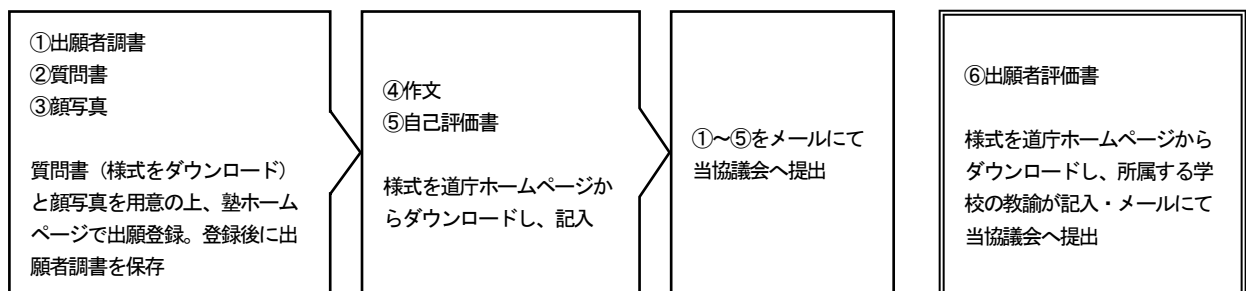 ①出願者調書
②質問書
③顔写真
質問書（様式をダウンロード）
と顔写真を用意の上、塾ホーム
ページで出願登録。登録後に出
願者調書を保存
④作文
⑤自己評価書
様式を道庁ホームページか
らダウンロードし、記入
①～⑤をメールにて
当協議会へ提出
⑥出願者評価書
様式を道庁ホームページから
ダウンロードし、所属する学
校の教諭が記入・メールにて
当協議会へ提出